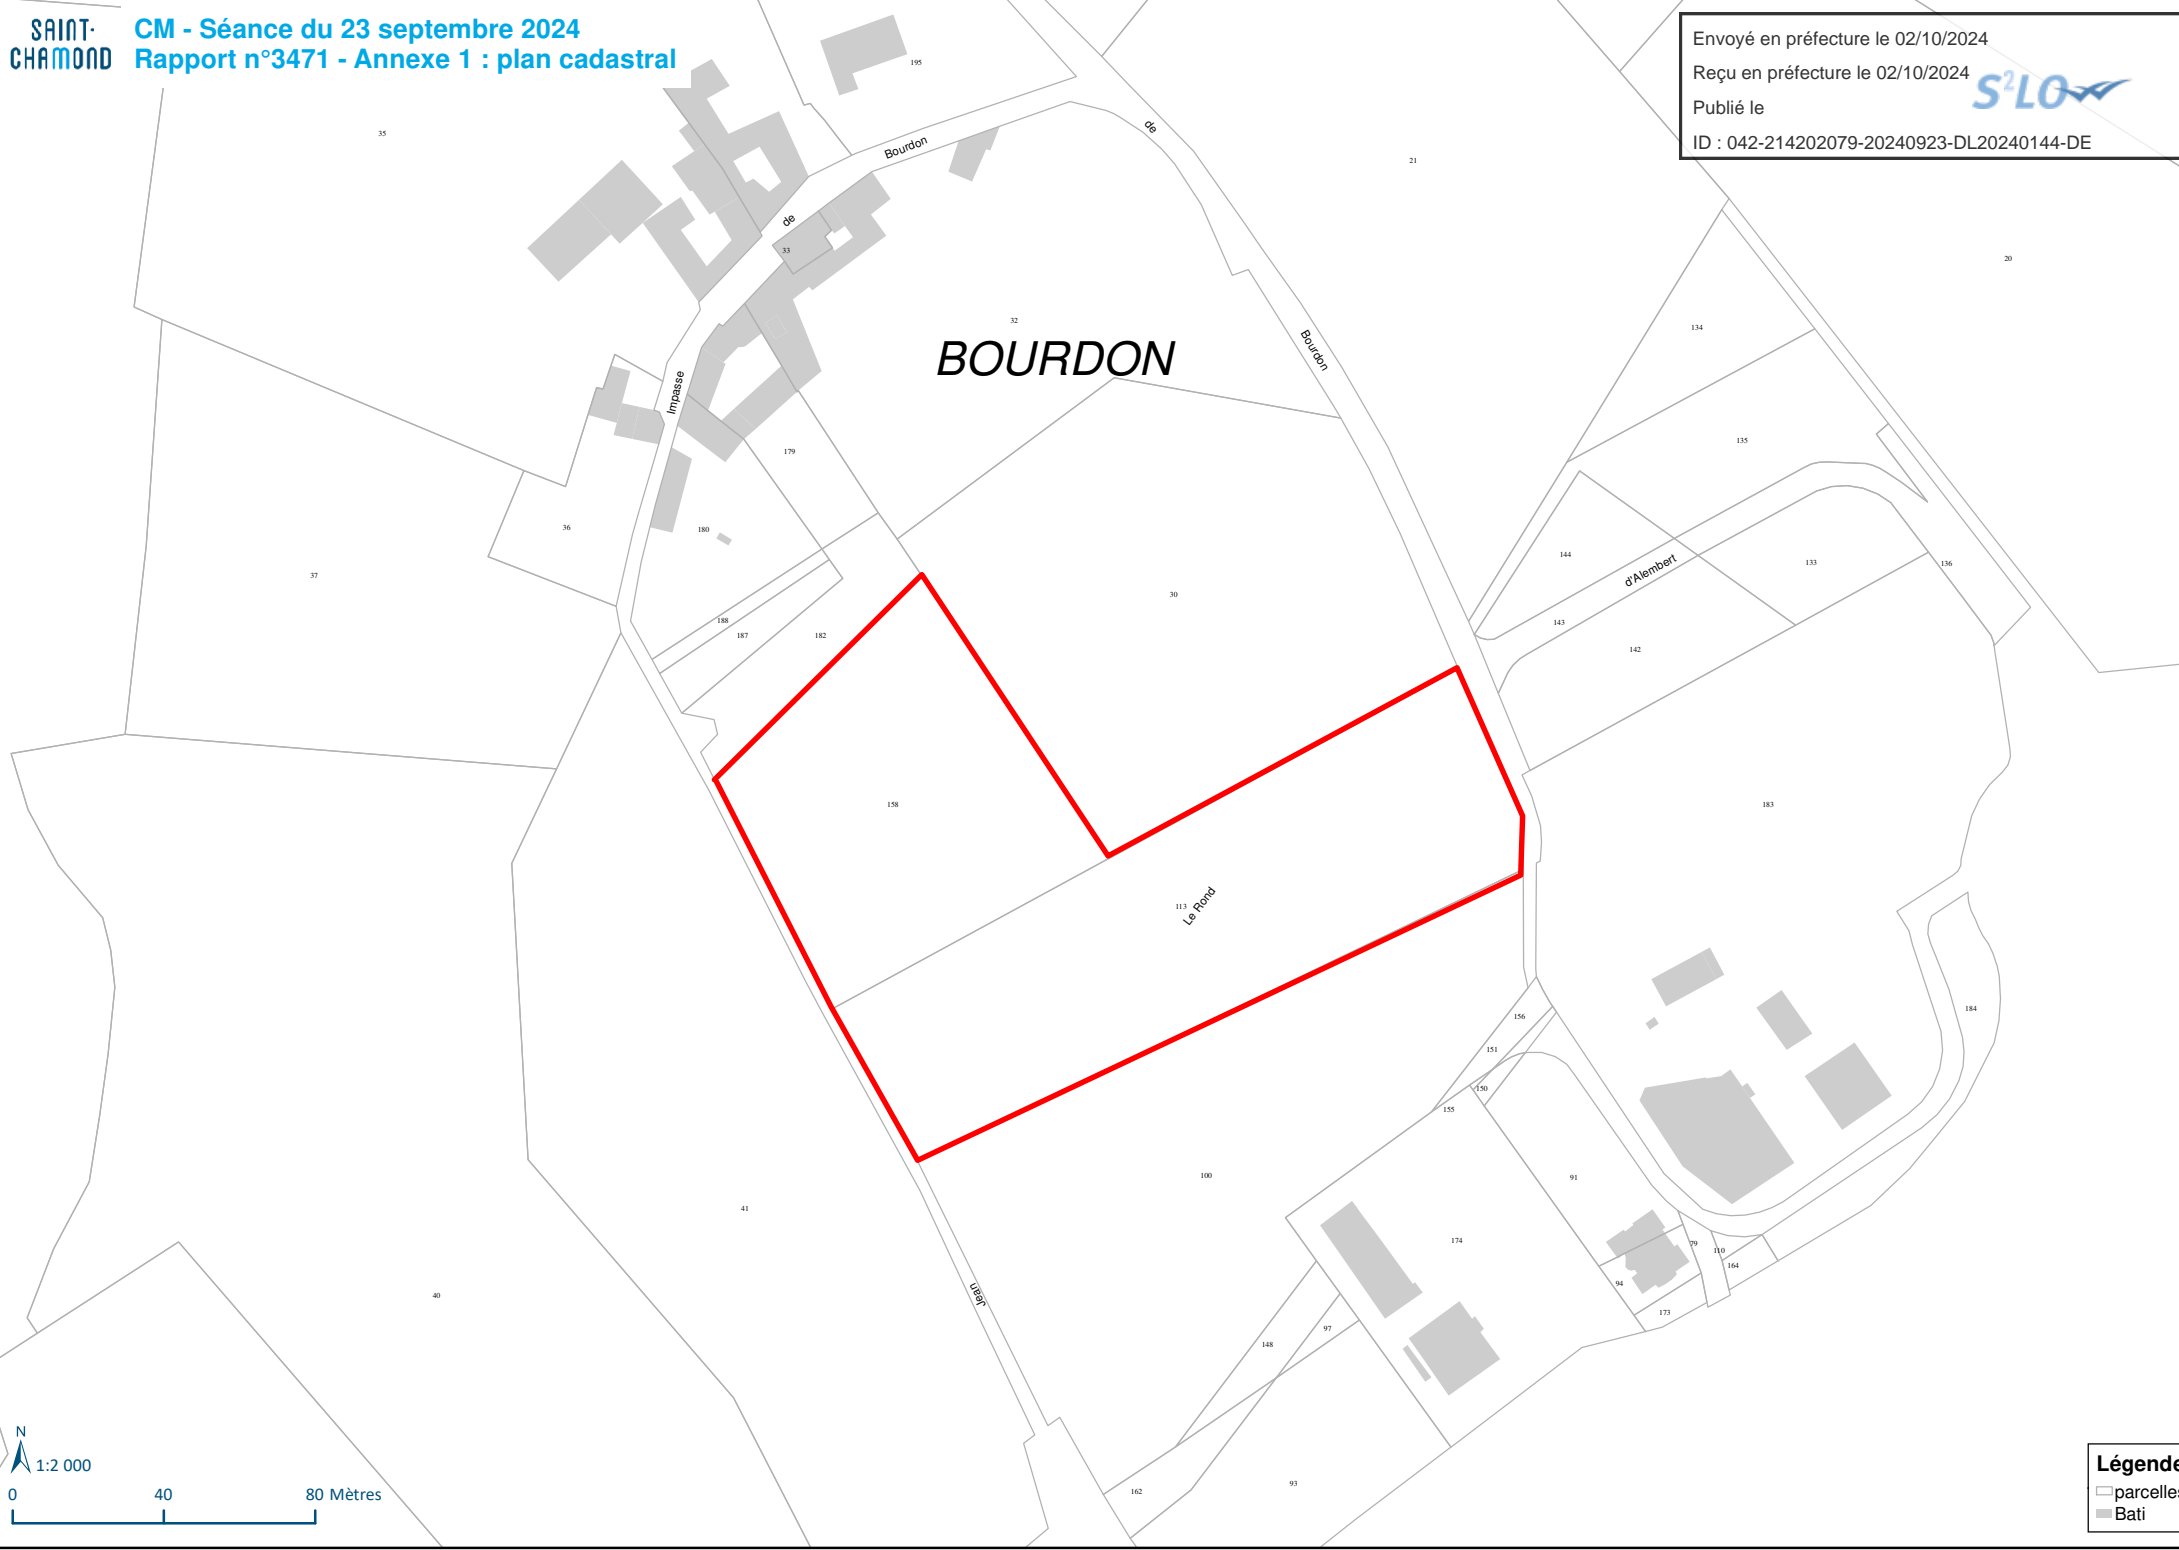 SAINT-
CHAMOND
CM - Séance du 23 septembre 2024
Rapport n°3471 - Annexe 1 : plan cadastral
Envoyé en préfecture le 02/10/2024
Reçu en préfecture le 02/10/2024
Publié le
S²LO
ID : 042-214202079-20240923-DL20240144-DE
195
35
Bourdon
de
21
de
33
20
32
BOURDON
134
Bourdon
Impasse
135
179
36
180
144
d'Alembert
133
136
37
30
188
187
182
143
142
158
183
113
Le Rond
156
184
151
150
155
100
91
41
174
79
110
164
94
173
40
Jean
97
148
93
162
N
1:2 000
0 40 80 Mètres
Légende
parcelles
Bati